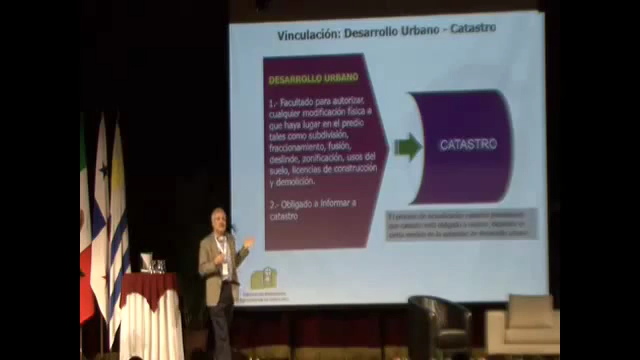 Vinculación: Desarrollo Urbano - Catastro
DESARROLLO URBANO
1.- Facultado para autorizar,
cualquier modificación física a
que haya lugar en el predio
tales como subdivisión,
fraccionamiento, fusión,
deslinde, zonificación, usos del
suelo, licencias de construcción
y demolición.
2.- Obligado a informar a
catastro
CATASTRO